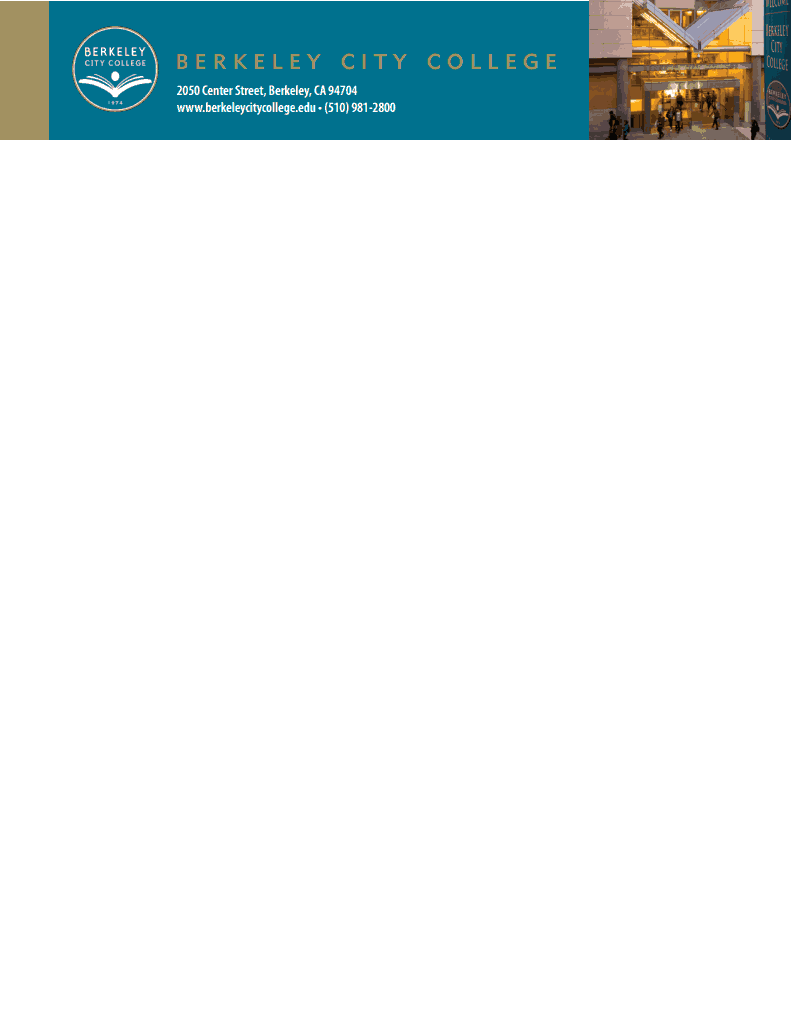 BERKELEY
CITY COLLEGE
1974
BERKELEY CITY COLLEGE
2050 Center Street, Berkeley, CA 94704
www.berkeleycitycollege.edu • (510) 981-2800
WELCOME
BERKELEY
CITY
COLLEGE
BERKELEY